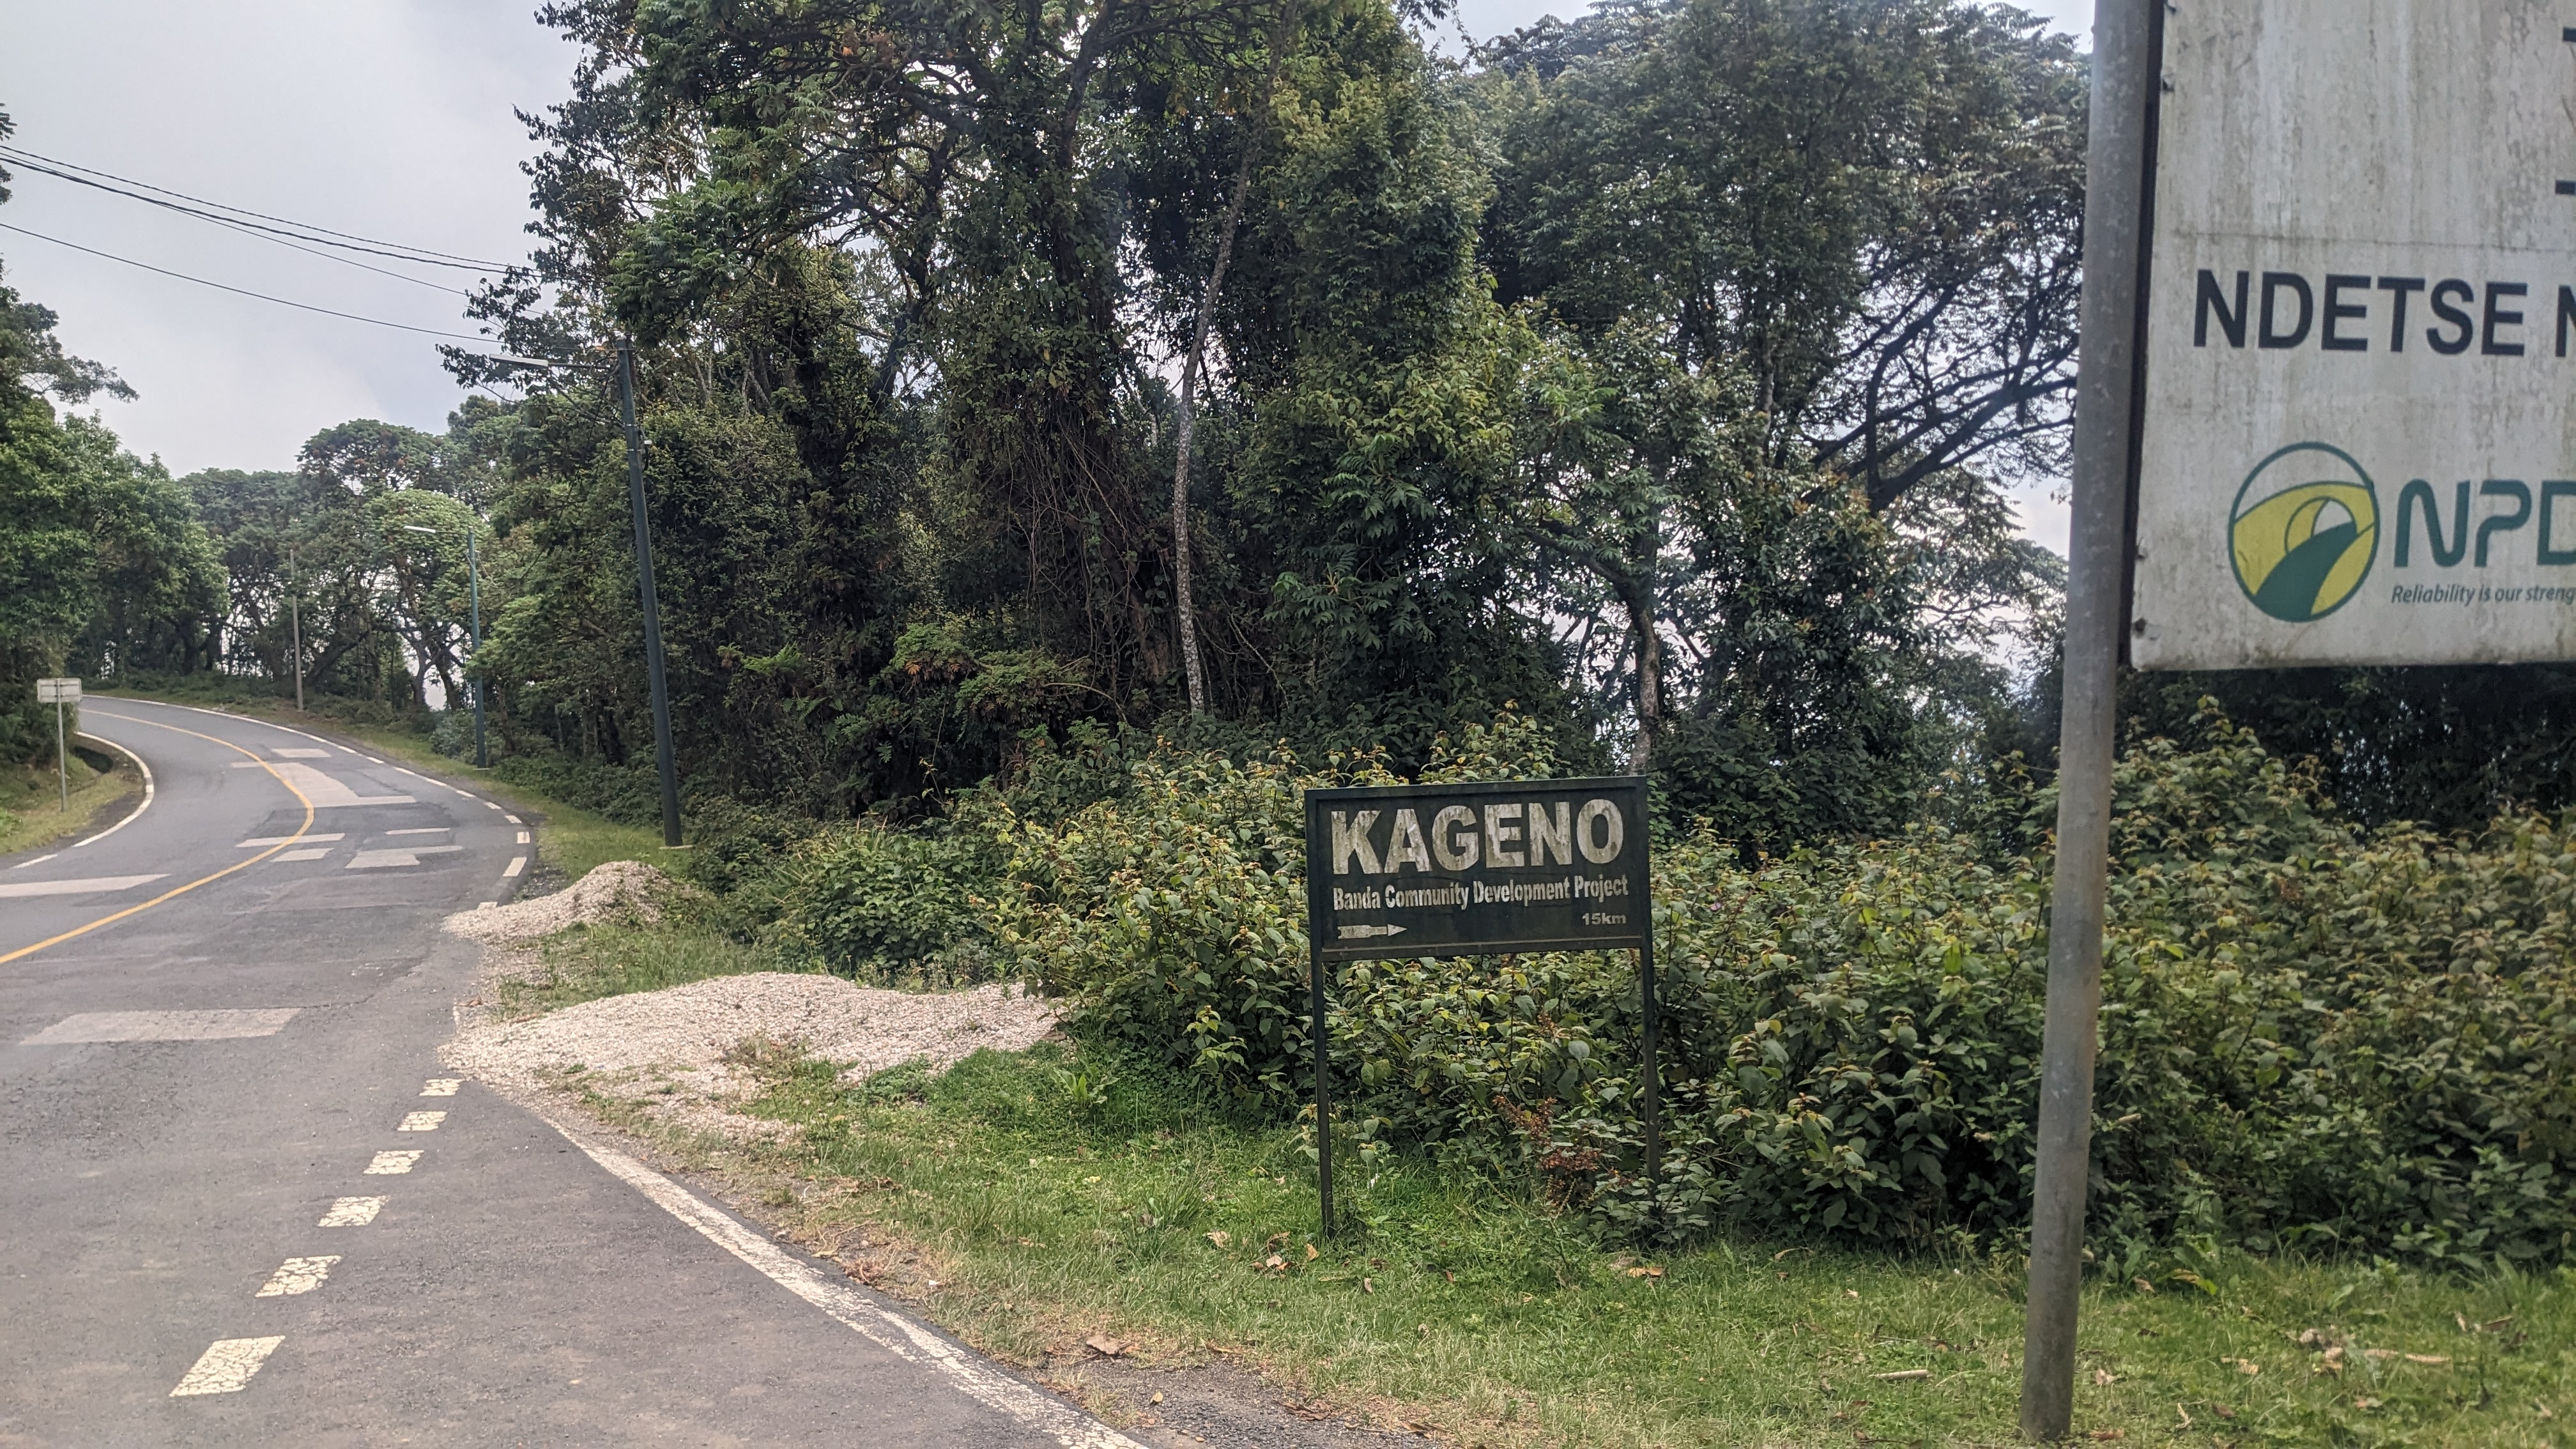 KAGENO
Banda Community Development Project
15km
NDETSE
NPD
Reliability is our streng